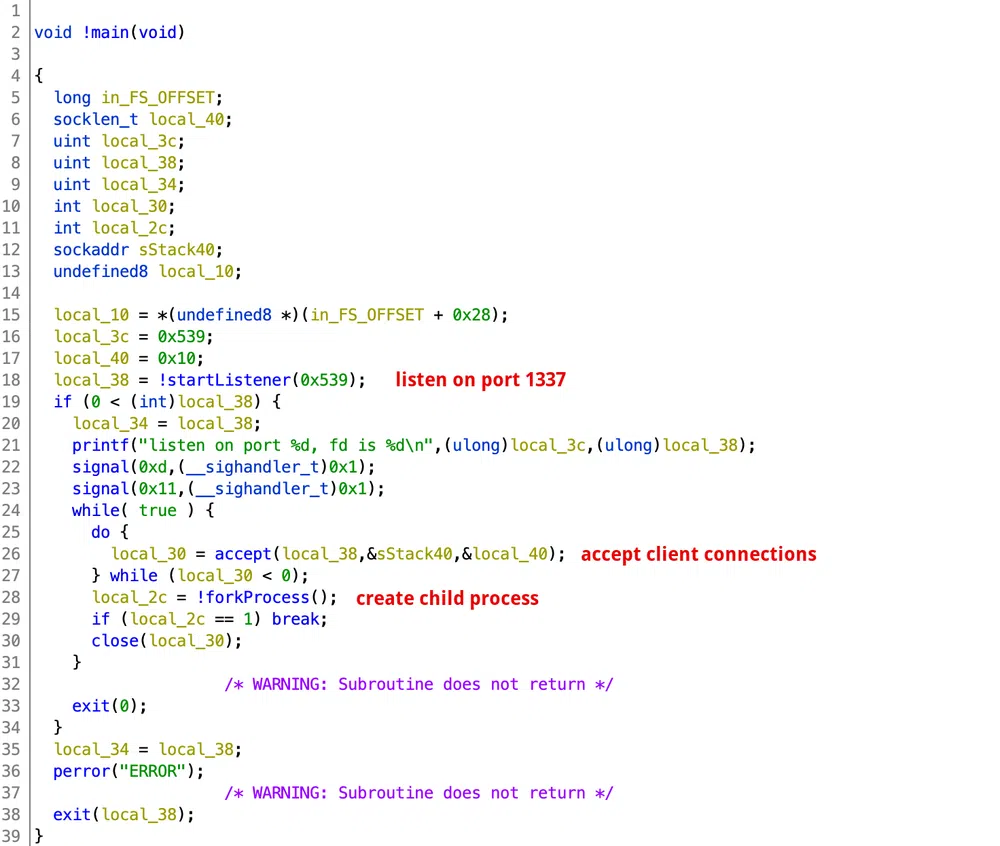 1
2 void !main(void)
3
4 {
5 long in_FS_OFFSET;
6 socklen_t local_40;
7 uint local_3c;
8 uint local_38;
9 uint local_34;
10 int local_30;
11 int local_2c;
12 sockaddr sStack40;
13 undefined8 local_10;
14
15 local_10 = *(undefined8 *)(in_FS_OFFSET + 0x28);
16 local_3c = 0x539;
17 local_40 = 0x10;
18 local_38 = !startListener(0x539); listen on port 1337
19 if (0 < (int)local_38) {
20 local_34 = local_38;
21 printf("listen on port %d, fd is %d\n",(ulong)local_3c,(ulong)local_38);
22 signal(0xd,(__sighandler_t)0x1);
23 signal(0x11,(__sighandler_t)0x1);
24 while( true ) {
25 do {
26 local_30 = accept(local_38,&sStack40,&local_40); accept client connections
27 } while (local_30 < 0);
28 local_2c = !forkProcess(); create child process
29 if (local_2c == 1) break;
30 close(local_30);
31 }
32 /* WARNING: Subroutine does not return */
33 exit(0);
34 }
35 local_34 = local_38;
36 perror("ERROR");
37 /* WARNING: Subroutine does not return */
38 exit(local_38);
39 }